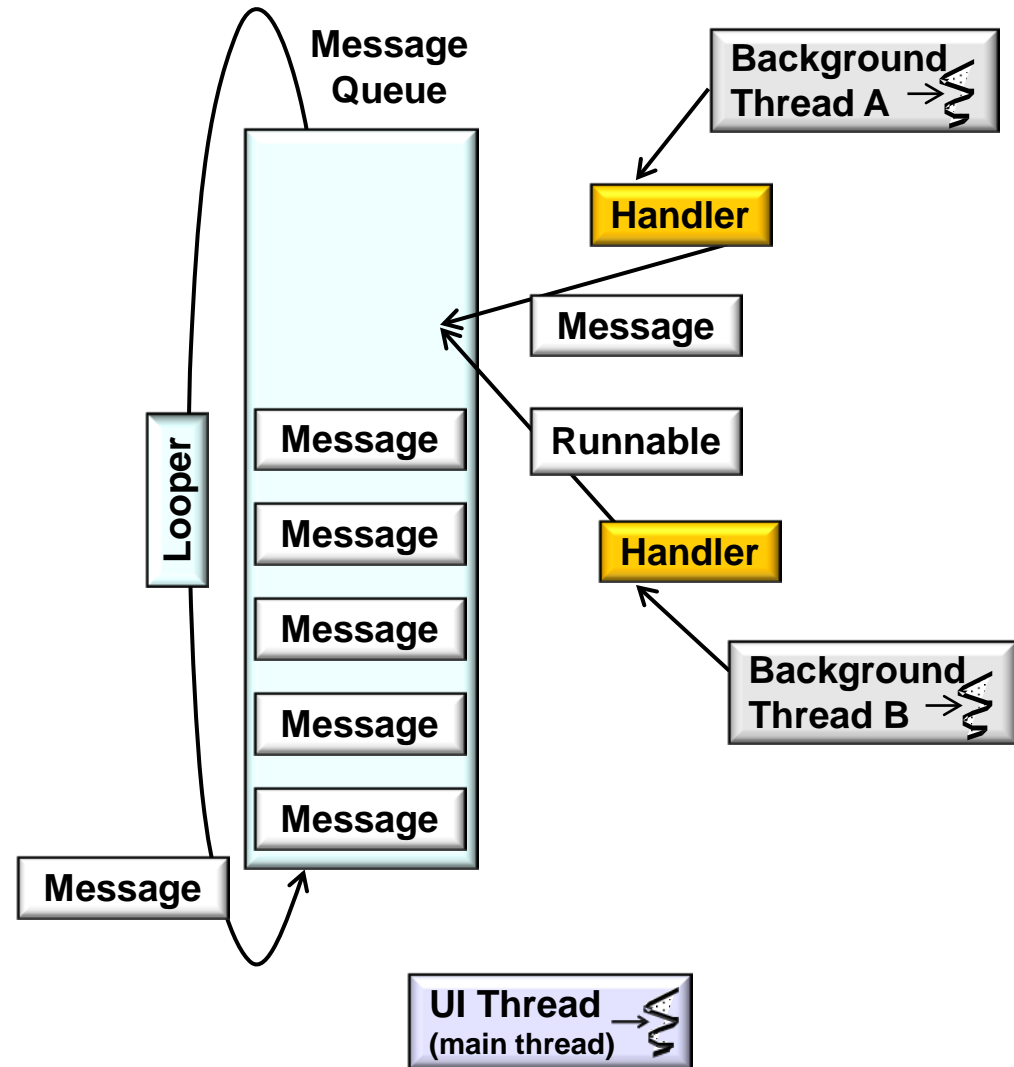 Message
Queue
Background
Thread A
Handler
Message
Message
Runnable
Looper
Message
Handler
Message
Background
Thread B
Message
Message
Message
UI Thread
(main thread)